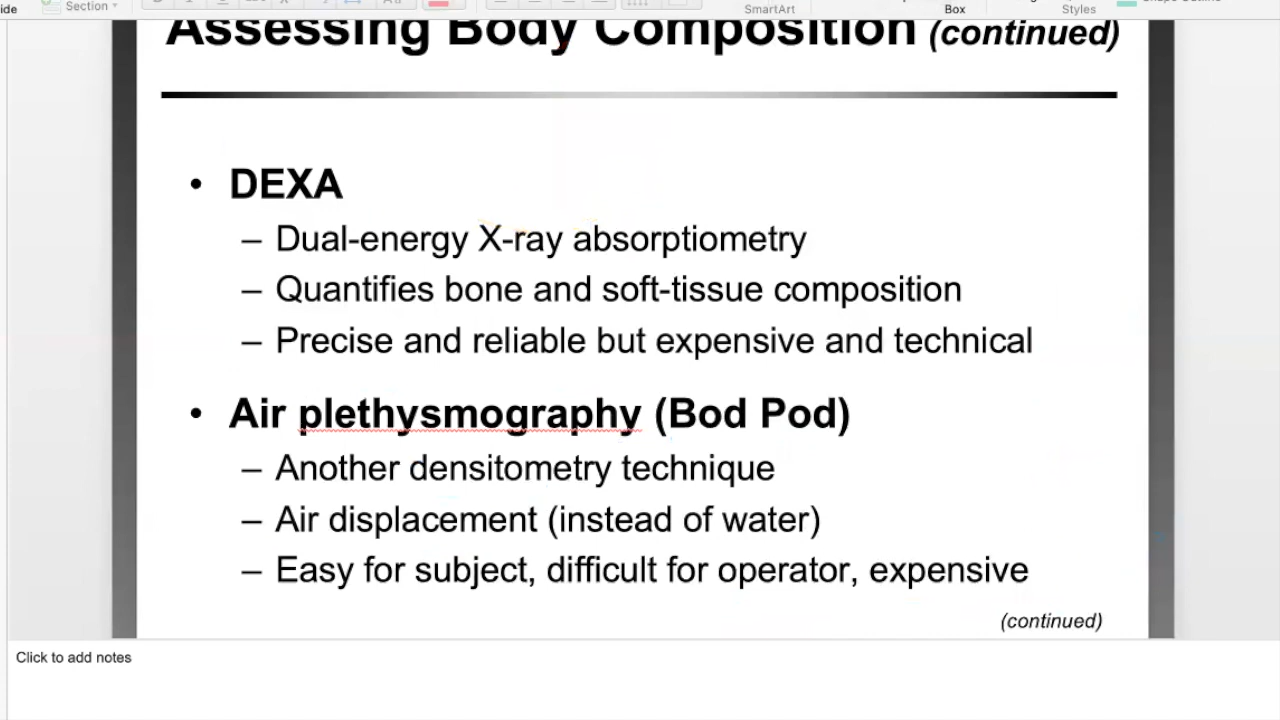 ide
Section
SmartArt
Box
Styles
Assessing Body Composition (continued)
• DEXA
– Dual-energy X-ray absorptiometry
– Quantifies bone and soft-tissue composition
– Precise and reliable but expensive and technical
• Air plethysmography (Bod Pod)
– Another densitometry technique
– Air displacement (instead of water)
– Easy for subject, difficult for operator, expensive
(continued)
Click to add notes